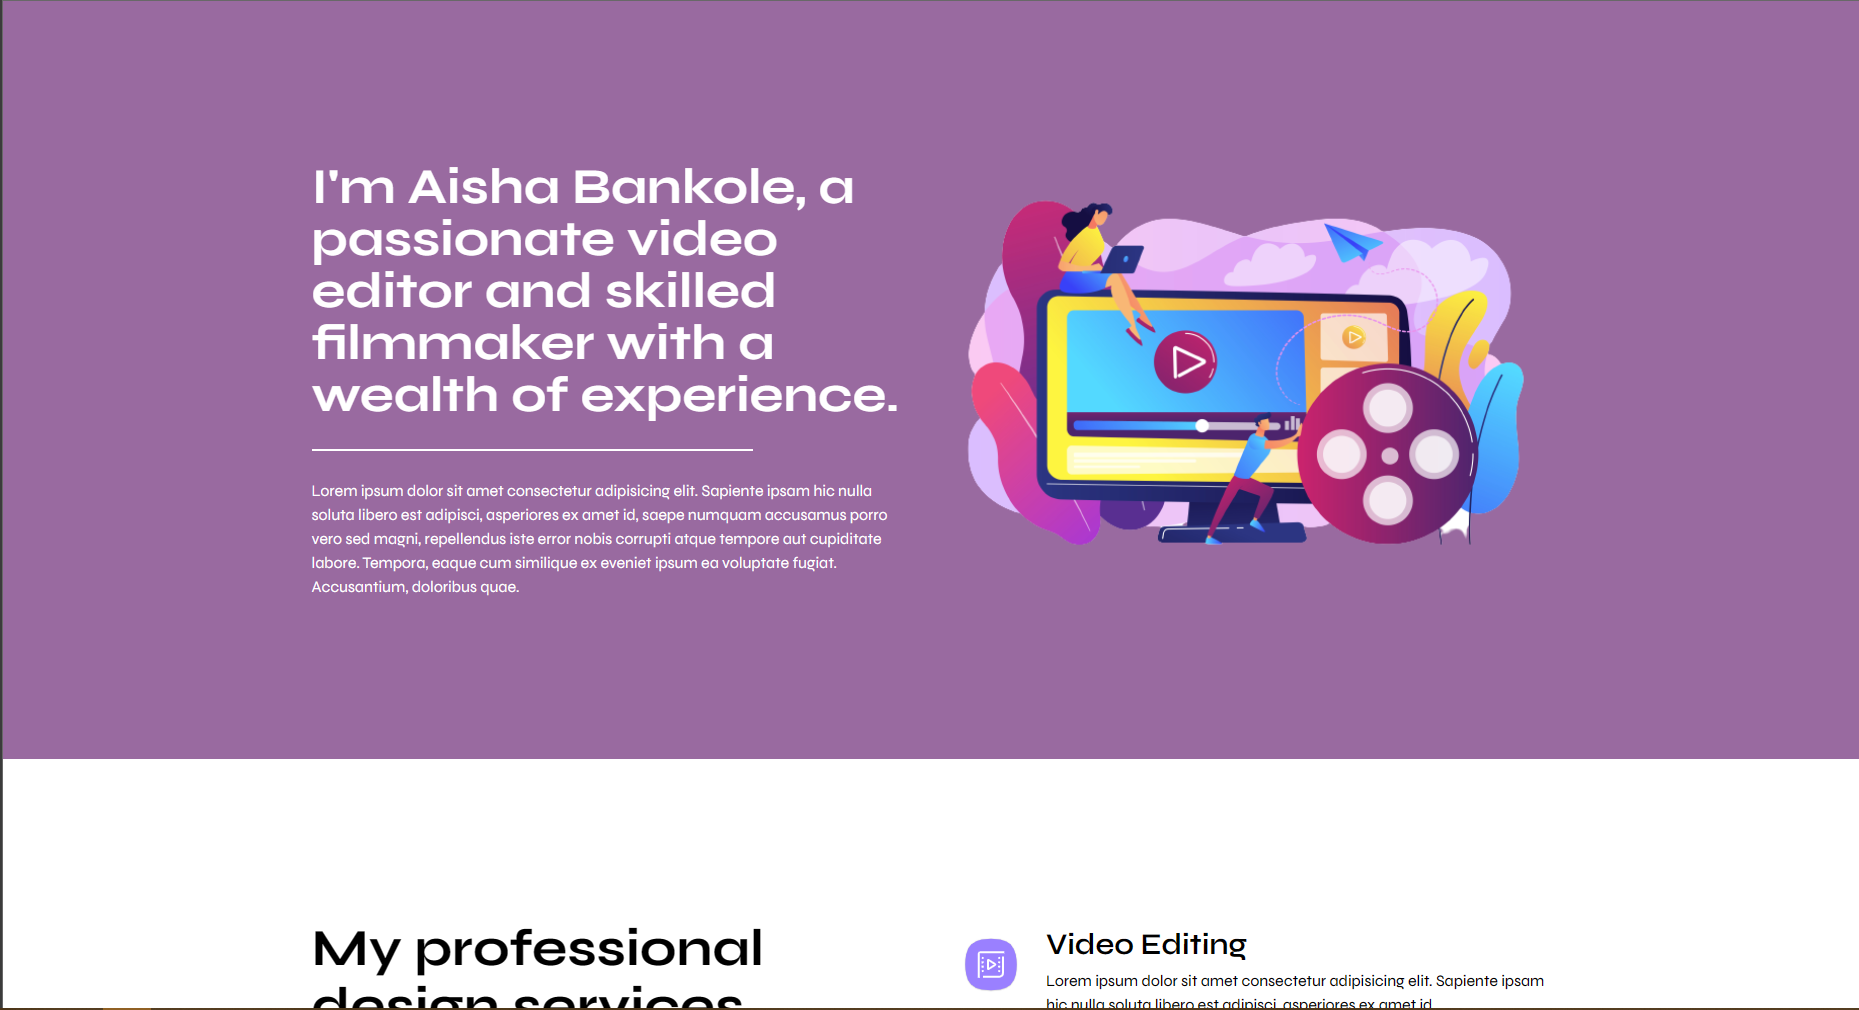 I'm Aisha Bankole, a
passionate video
editor and skilled
filmmaker with a
wealth of experience.
Lorem ipsum dolor sit amet consectetur adipisicing elit. Sapiente ipsam hic nulla
soluta libero est adipisci, asperiores ex amet id, saepe numquam accusamus porro
vero sed magni, repellendus iste error nobis corrupti atque tempore aut cupiditate
labore. Tempora, eaque cum similique ex eveniet ipsum ea voluptate fugiat.
Accusantium, doloribus quae.
My professional
design services
Video Editing
Lorem ipsum dolor sit amet consectetur adipisicing elit. Sapiente ipsam
hic nulla soluta libero est adipisci, asperiores ex amet id